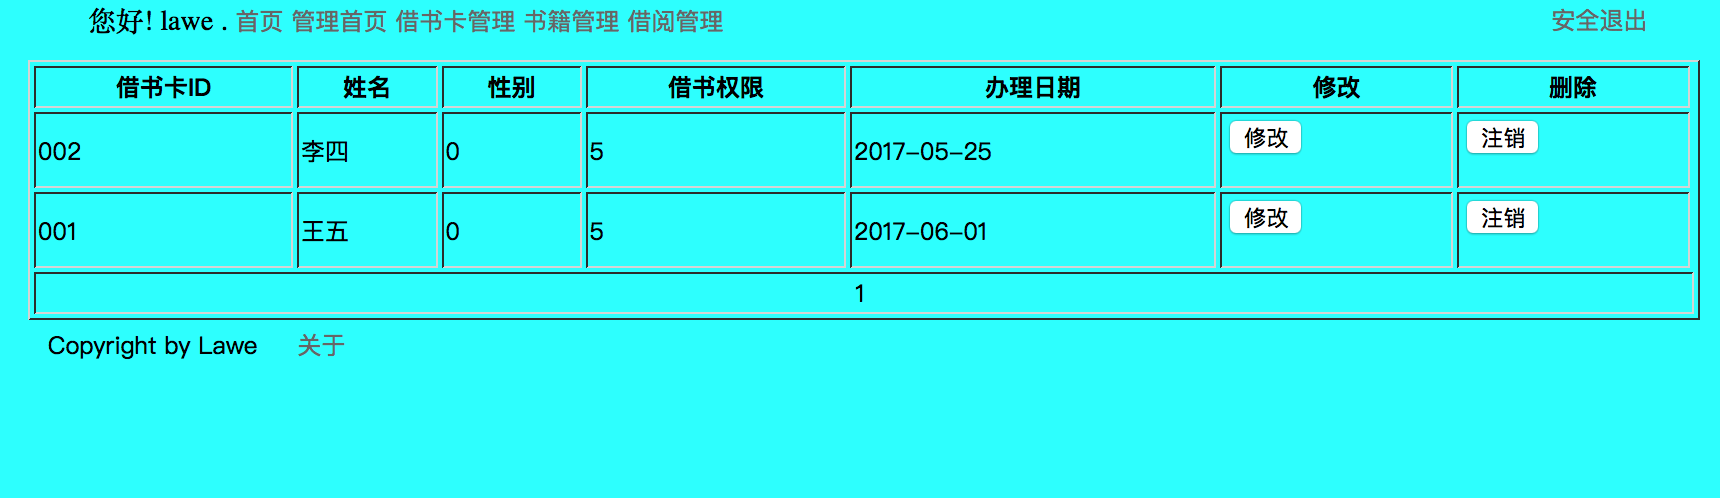 您好! lawe . 首页 管理首页 借书卡管理 书籍管理 借阅管理 安全退出
借书卡ID 姓名 性别 借书权限 办理日期 修改 删除
002 李四 0 5 2017-05-25 修改 注销
001 王五 0 5 2017-06-01 修改 注销
1
Copyright by Lawe 关于